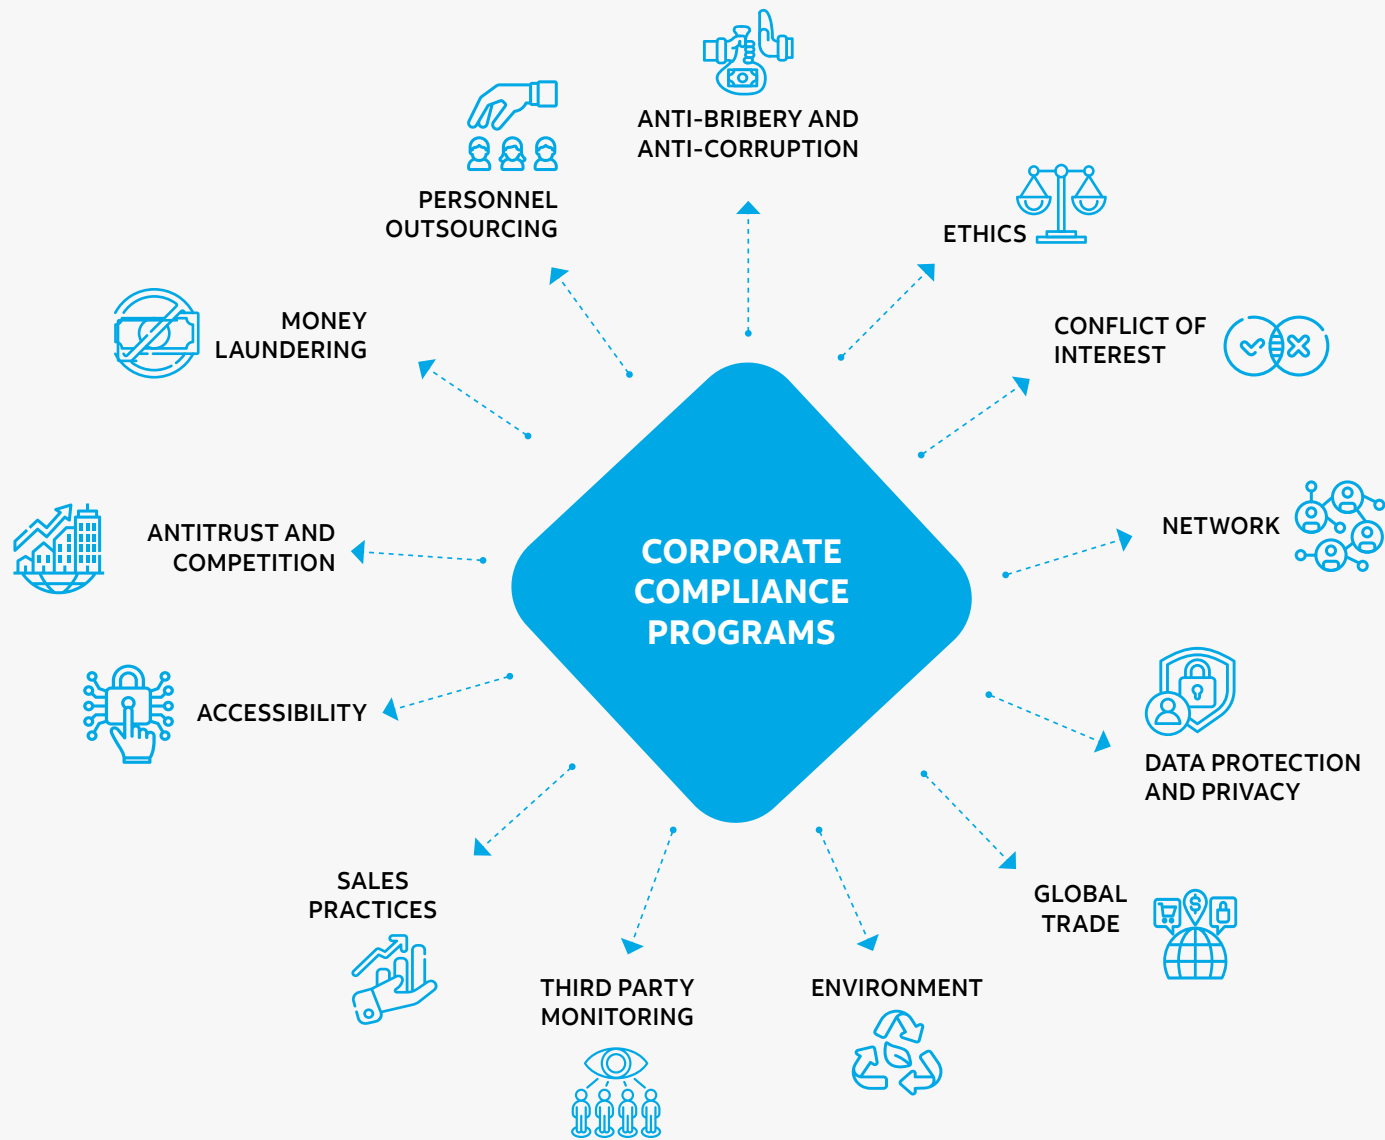 ANTI-BRIBERY AND
ANTI-CORRUPTION
ETHICS
CONFLICT OF
INTEREST
NETWORK
DATA PROTECTION
AND PRIVACY
GLOBAL
TRADE
ENVIRONMENT
THIRD PARTY
MONITORING
SALES
PRACTICES
ACCESSIBILITY
ANTITRUST AND
COMPETITION
MONEY
LAUNDERING
PERSONNEL
OUTSOURCING
CORPORATE
COMPLIANCE
PROGRAMS
$